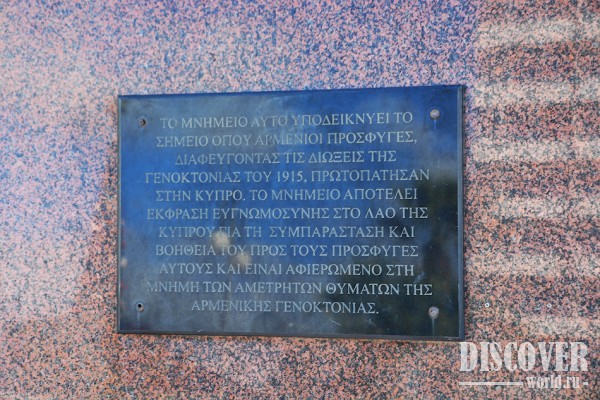 ΤΟ ΜΝΗΜΕΙΟ ΑΥΤΟ ΥΠΟΔΕΙΚΝΥΕΙ ΤΟ
ΣΗΜΕΙΟ ΟΠΟΥ ΑΡΜΕΝΙΟΙ ΠΡΟΣΦΥΓΕΣ,
ΔΙΑΦΕΥΓΟΝΤΑΣ ΤΙΣ ΔΙΩΞΕΙΣ ΤΗΣ
ΓΕΝΟΚΤΟΝΙΑΣ ΤΟΥ 1915, ΠΡΩΤΟΠΑΤΗΣΑΝ
ΣΤΗΝ ΚΥΠΡΟ. ΤΟ ΜΝΗΜΕΙΟ ΑΠΟΤΕΛΕΙ
ΕΚΦΡΑΣΗ ΕΥΓΝΩΜΟΣΥΝΗΣ ΣΤΟ ΛΑΟ ΤΗΣ
ΚΥΠΡΟΥ ΓΙΑ ΤΗ ΣΥΜΠΑΡΑΣΤΑΣΗ ΚΑΙ
ΒΟΗΘΕΙΑ ΤΟΥ ΠΡΟΣ ΤΟΥΣ ΠΡΟΣΦΥΓΕΣ
ΑΥΤΟΥΣ ΚΑΙ ΕΙΝΑΙ ΑΦΙΕΡΩΜΕΝΟ ΣΤΗ
ΜΝΗΜΗ ΤΩΝ ΑΜΕΤΡΗΤΩΝ ΘΥΜΑΤΩΝ ΤΗΣ
ΑΡΜΕΝΙΚΗΣ ΓΕΝΟΚΤΟΝΙΑΣ.
DISCOVER
world.ru